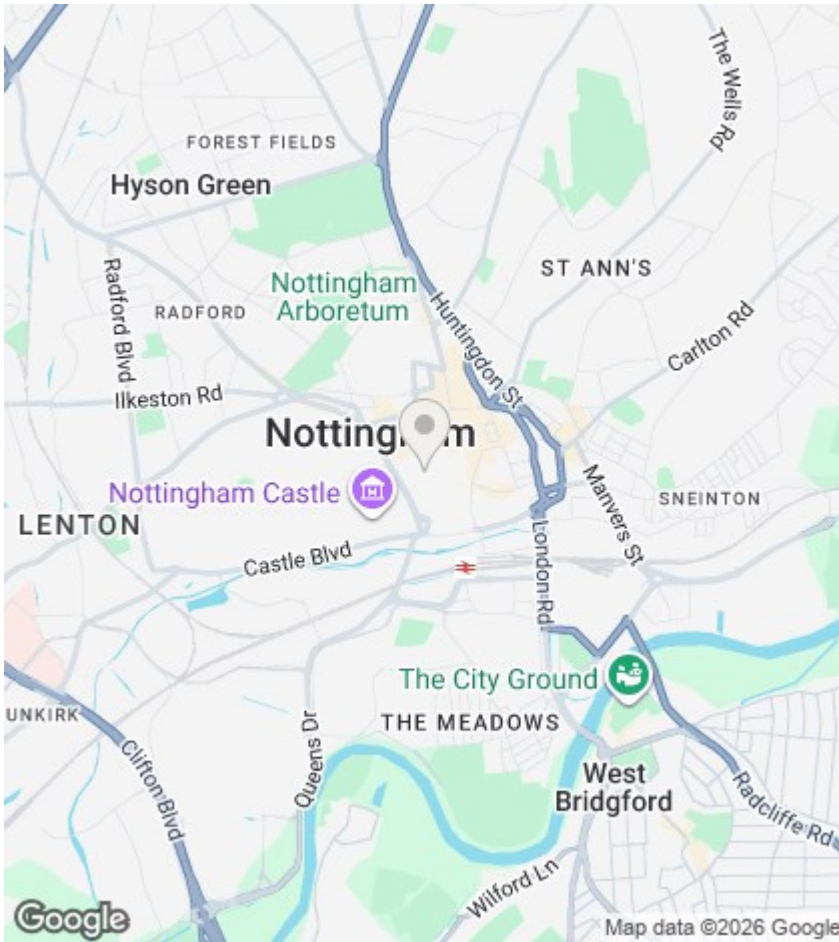 The Wells Rd
FOREST FIELDS
Hyson Green
ST ANN'S
Nottingham
Arboretum
Huntingdon St
Radford Blvd
RADFORD
Carlton Rd
Ilkeston Rd
Nottingham Castle
Manvers St
SNEINTON
LENTON
Castle Blvd
London Rd
The City Ground
UNKIRK
THE MEADOWS
Queens Dr
Clifton Blvd
West
Bridgford
Radcliffe Rd
Wilford Ln
Google
Map data ©2026 Google